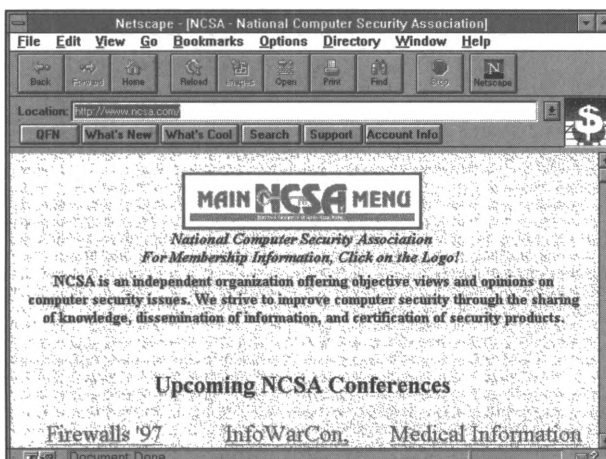 Netscape - [NCSA - National Computer Security Association]
File Edit View Go Bookmarks Options Directory Window Help
Back Forward Home Reload Images Open Print Find Stop Netscape
N
Location: http://www.ncsa.com/
QFN What's New What's Cool Search Support Account Info
$
MAIN NCSA MENU
National Computer Security Association
For Membership Information, Click on the Logo!
NCSA is an independent organization offering objective views and opinions on
computer security issues. We strive to improve computer security through the sharing
of knowledge, dissemination of information, and certification of security products.
Upcoming NCSA Conferences
Firewalls '97 InfoWarCon, Medical Information
Document Done